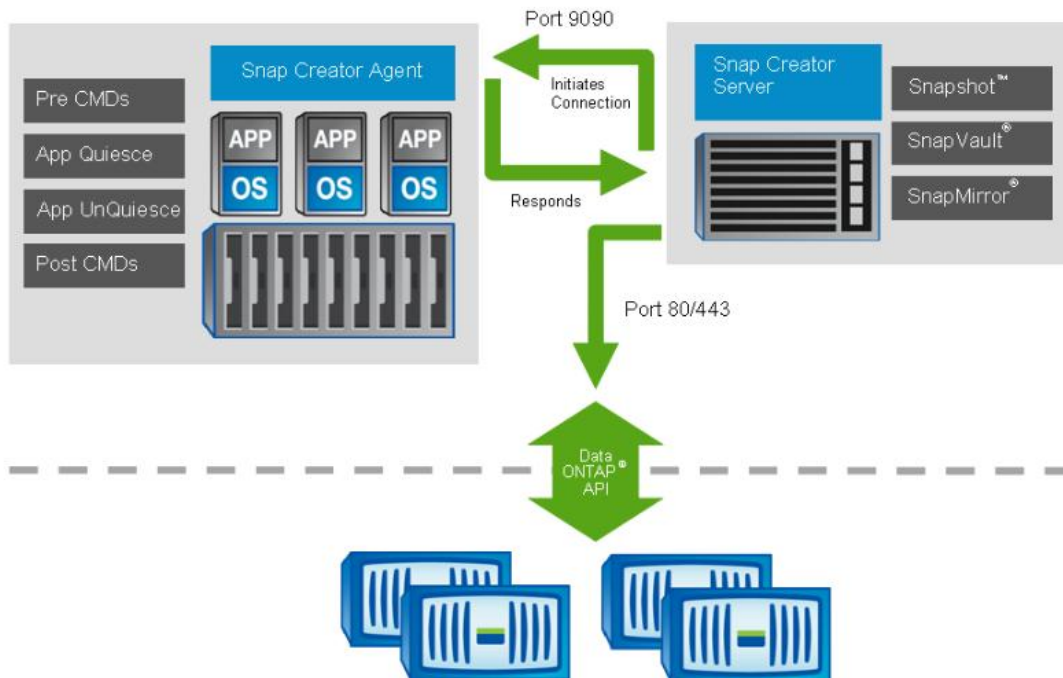 Port 9090
Snap Creator Agent
Pre CMDs
App Quiesce
App UnQuiesce
Post CMDs
APP
OS
APP
OS
APP
OS
Initiates
Connection
Responds
Snap Creator
Server
Snapshot™
SnapVault®
SnapMirror®
Port 80/443
Data
ONTAP®
API